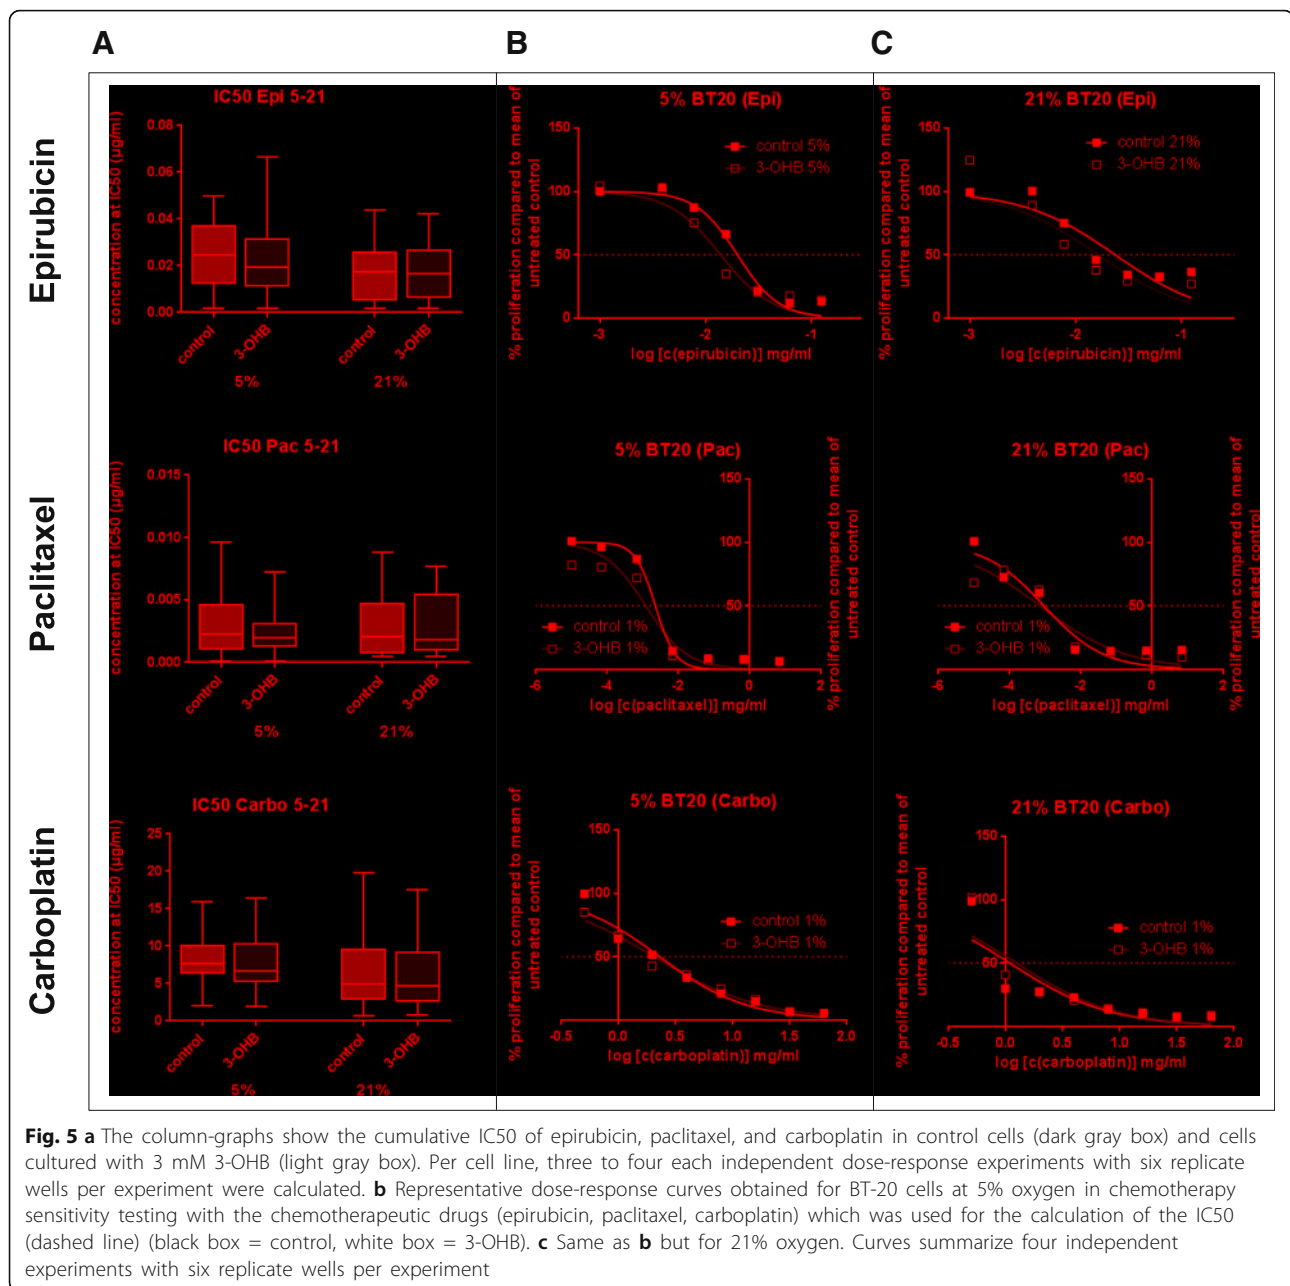 A
B
C
Epirubicin
IC50 Epi 5-21
concentration at IC50 (µg/ml)
0.08
0.06
0.04
0.02
0.00
control
3-OHB
control
3-OHB
5%
21%
5% BT20 (Epi)
% proliferation compared to mean of
untreated control
150
100
50
0
control 5%
3-OHB 5%
-3
-2
-1
log [c(epirubicin)] mg/ml
21% BT20 (Epi)
% proliferation compared to mean of
untreated control
150
100
50
0
control 21%
3-OHB 21%
-3
-2
-1
log [c(epirubicin)] mg/ml
Paclitaxel
IC50 Pac 5-21
concentration at IC50 (µg/ml)
0.015
0.010
0.005
0.000
control
3-OHB
control
3-OHB
5%
21%
5% BT20 (Pac)
% proliferation compared to mean of
untreated control
150
100
50
control 1%
3-OHB 1%
-6
-4
-2
0
2
log [c(paclitaxel)] mg/ml
21% BT20 (Pac)
% proliferation compared to mean of
untreated control
150
100
50
control 1%
3-OHB 1%
-6
-4
-2
0
2
log [c(paclitaxel)] mg/ml
Carboplatin
IC50 Carbo 5-21
concentration at IC50 (µg/ml)
25
20
15
10
5
0
control
3-OHB
control
3-OHB
5%
21%
5% BT20 (Carbo)
% proliferation compared to mean of
untreated control
150
100
50
control 1%
3-OHB 1%
-0.5
0.0
0.5
1.0
1.5
2.0
log [c(carboplatin)] mg/ml
21% BT20 (Carbo)
% proliferation compared to mean of
untreated control
150
100
50
control 1%
3-OHB 1%
-0.5
0.0
0.5
1.0
1.5
2.0
log [c(carboplatin)] mg/ml
Fig. 5 a The column-graphs show the cumulative IC50 of epirubicin, paclitaxel, and carboplatin in control cells (dark gray box) and cells
cultured with 3 mM 3-OHB (light gray box). Per cell line, three to four each independent dose-response experiments with six replicate
wells per experiment were calculated. b Representative dose-response curves obtained for BT-20 cells at 5% oxygen in chemotherapy
sensitivity testing with the chemotherapeutic drugs (epirubicin, paclitaxel, carboplatin) which was used for the calculation of the IC50
(dashed line) (black box = control, white box = 3-OHB). c Same as b but for 21% oxygen. Curves summarize four independent
experiments with six replicate wells per experiment